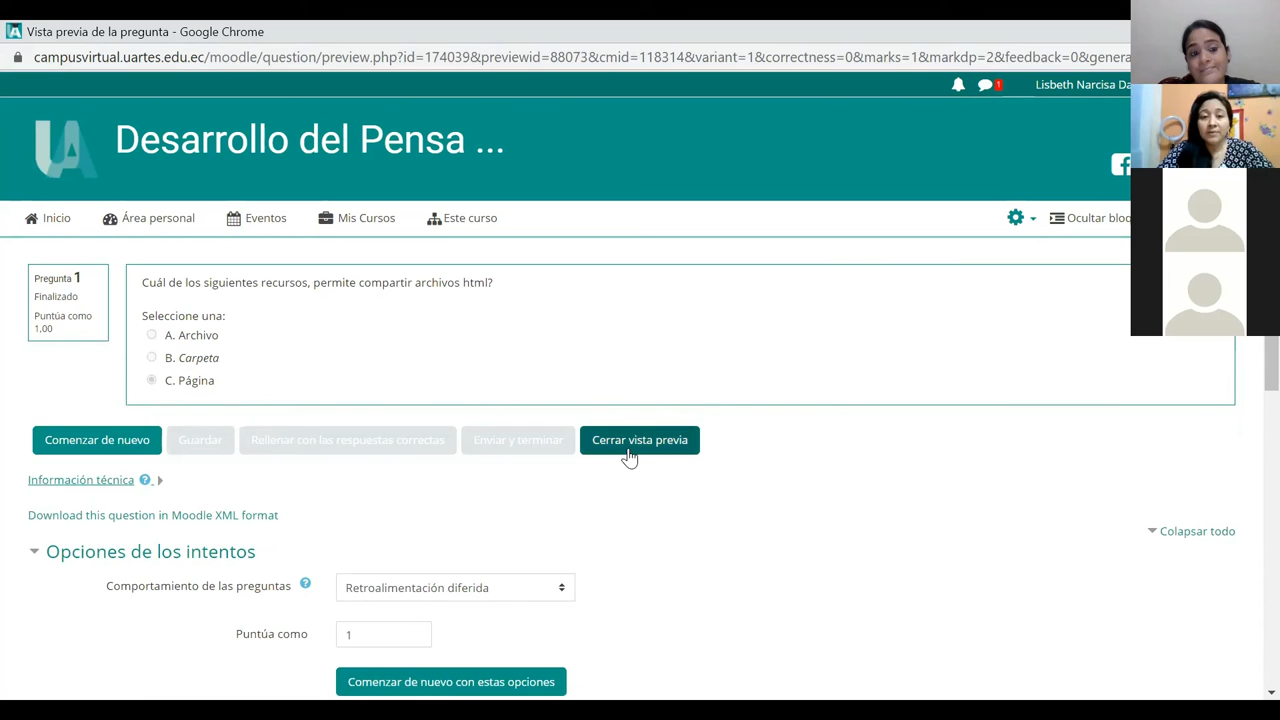 Vista previa de la pregunta - Google Chrome
campusvirtual.uartes.edu.ec/moodle/question/preview.php?id=174039&previewid=88073&cmid=118314&variant=1&correctness=0&marks=1&markdp=2&feedback=0&genera
1
Lisbeth Narcisa Da
UA
Desarrollo del Pensa ...
Inicio
Área personal
Eventos
Mis Cursos
Este curso
Ocultar bloq
Pregunta 1
Finalizado
Puntúa como
1,00
Cuál de los siguientes recursos, permite compartir archivos html?
Seleccione una:
A. Archivo
B. Carpeta
C. Página
Comenzar de nuevo
Guardar
Rellenar con las respuestas correctas
Enviar y terminar
Cerrar vista previa
Información técnica
Download this question in Moodle XML format
Colapsar todo
Opciones de los intentos
Comportamiento de las preguntas
Retroalimentación diferida
Puntúa como
1
Comenzar de nuevo con estas opciones